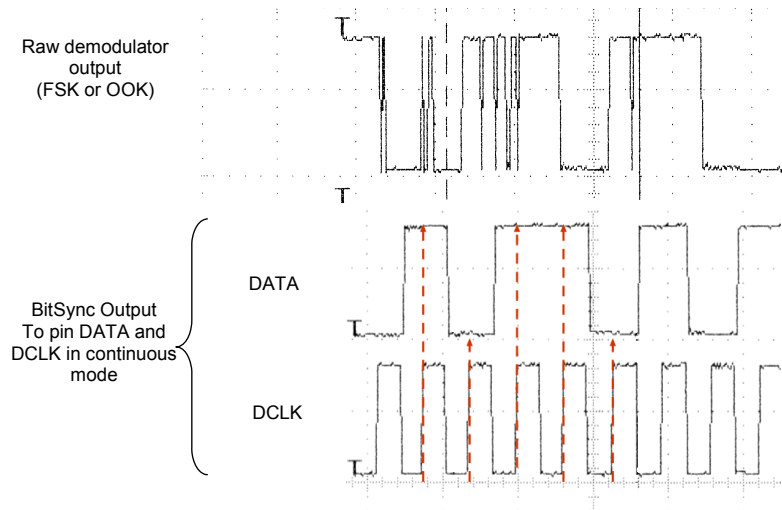 Raw demodulator
output
(FSK or OOK)
DATA
BitSync Output
To pin DATA and
DCLK in continuous
mode
DCLK